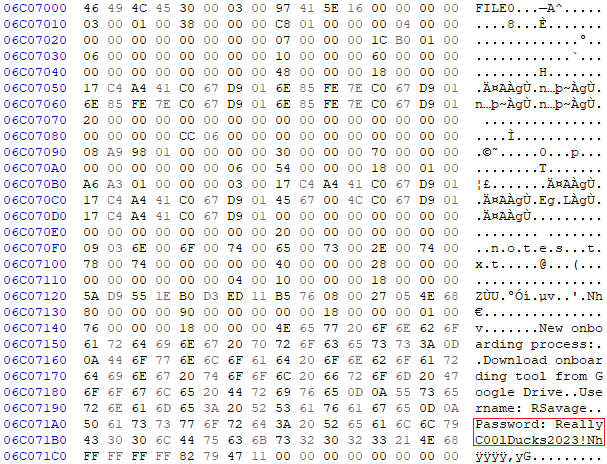 06C07000 46 49 4C 45 30 00 03 00 97 41 5E 16 00 00 00 00 FILE0...—A^.....
06C07010 03 00 01 00 38 00 00 00 C8 01 00 00 00 04 00 00 ....8...È.......
06C07020 00 00 00 00 00 00 00 00 07 00 00 00 1C B0 01 00 .............°..
06C07030 06 00 00 00 00 00 00 00 10 00 00 00 60 00 00 00 ............`...
06C07040 00 00 00 00 00 00 00 00 48 00 00 00 18 00 00 00 ........H.......
06C07050 17 C4 A4 41 C0 67 D9 01 6E 85 FE 7E C0 67 D9 01 .Ä¤AÀgÙ.n…þ~ÀgÙ.
06C07060 6E 85 FE 7E C0 67 D9 01 6E 85 FE 7E C0 67 D9 01 n…þ~ÀgÙ.n…þ~ÀgÙ.
06C07070 20 00 00 00 00 00 00 00 00 00 00 00 00 00 00 00 ...............
06C07080 00 00 00 00 CC 06 00 00 00 00 00 00 00 00 00 00 ....Ì...........
06C07090 08 A9 98 01 00 00 00 00 30 00 00 00 70 00 00 00 .©˜.....0...p...
06C070A0 00 00 00 00 00 00 06 00 54 00 00 00 18 00 01 00 ........T.......
06C070B0 A6 A3 01 00 00 00 03 00 17 C4 A4 41 C0 67 D9 01 ¦£.......Ä¤AÀgÙ.
06C070C0 17 C4 A4 41 C0 67 D9 01 45 67 00 4C C0 67 D9 01 .Ä¤AÀgÙ.Eg.LÀgÙ.
06C070D0 17 C4 A4 41 C0 67 D9 01 00 00 00 00 00 00 00 00 .Ä¤AÀgÙ.........
06C070E0 00 00 00 00 00 00 00 00 20 00 00 00 00 00 00 00 ........ .......
06C070F0 09 03 6E 00 6F 00 74 00 65 00 73 00 2E 00 74 00 ..n.o.t.e.s...t.
06C07100 78 00 74 00 00 00 00 00 40 00 00 00 28 00 00 00 x.t.....@...(...
06C07110 00 00 00 00 00 00 04 00 10 00 00 00 18 00 00 00 ................
06C07120 5A D9 55 1E B0 D3 ED 11 B5 76 08 00 27 05 4E 68 ZÙU.°Óí.µv..'.Nh
06C07130 80 00 00 00 90 00 00 00 00 00 18 00 00 00 01 00 €...............
06C07140 76 00 00 00 18 00 00 00 4E 65 77 20 6F 6E 62 6F v.......New onbo
06C07150 61 72 64 69 6E 67 20 70 72 6F 63 65 73 73 3A 0D arding process:.
06C07160 0A 44 6F 77 6E 6C 6F 61 64 20 6F 6E 62 6F 61 72 .Download onboar
06C07170 64 69 6E 67 20 74 6F 6F 6C 20 66 72 6F 6D 20 47 ding tool from G
06C07180 6F 6F 67 6C 65 20 44 72 69 76 65 0D 0A 55 73 65 oogle Drive..Use
06C07190 72 6E 61 6D 65 3A 20 52 53 61 76 61 67 65 0D 0A rname: RSavage..
06C071A0 50 61 73 73 77 6F 72 64 3A 20 52 65 61 6C 6C 79 Password: Really
06C071B0 43 30 30 6C 44 75 63 6B 73 32 30 32 33 21 4E 68 C00lDucks2023!Nh
06C071C0 FF FF FF FF 82 79 47 11 00 00 00 00 00 00 00 00 ÿÿÿÿ‚yG.........